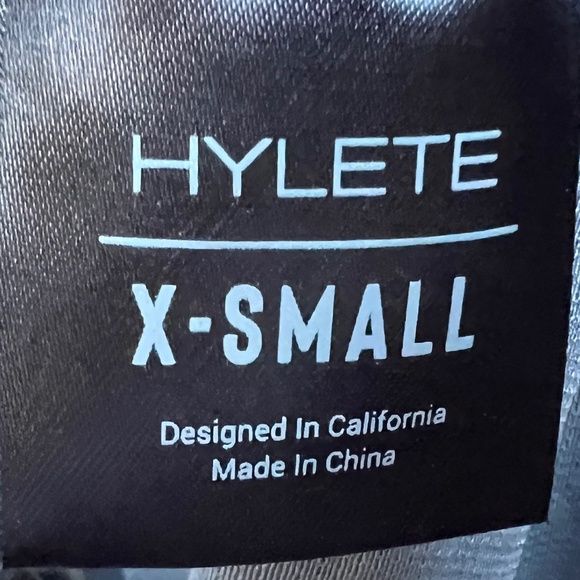 HYLETE
X-SMALL
Designed In California
Made In China